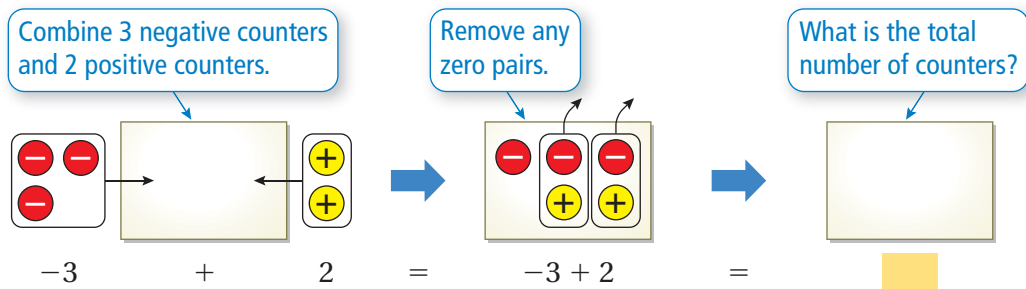 Combine 3 negative counters
and 2 positive counters.
Remove any
zero pairs.
What is the total
number of counters?
− − + − − −
− + + +
−3 + 2 = −3 + 2 =